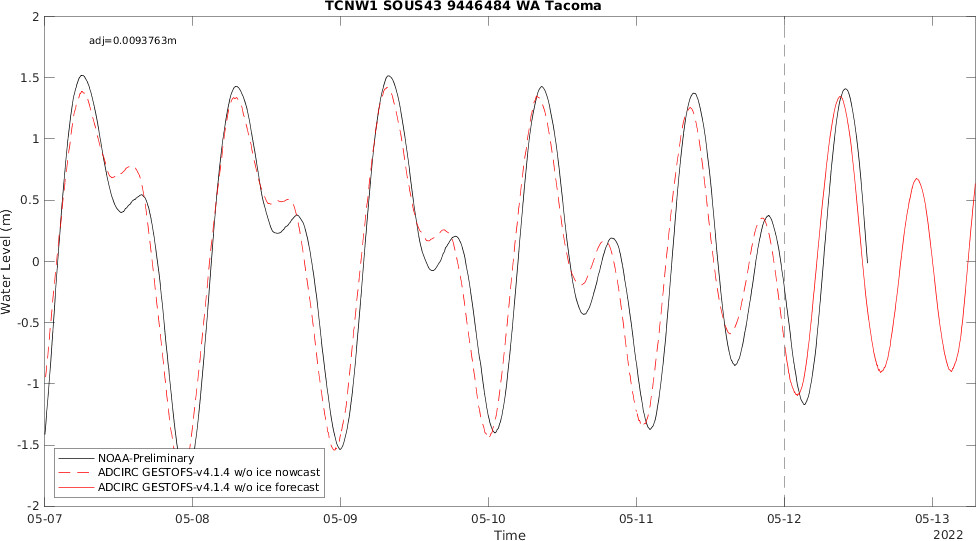 TCNW1 SOUS43 9446484 WA Tacoma
adj=0.0093763m
2
1.5
1
0.5
0
-0.5
-1
-1.5
-2
Water Level (m)
NOAA-Preliminary
ADCIRC GESTOFS-v4.1.4 w/o ice nowcast
ADCIRC GESTOFS-v4.1.4 w/o ice forecast
05-07 05-08 05-09 05-10 05-11 05-12 05-13
Time
2022